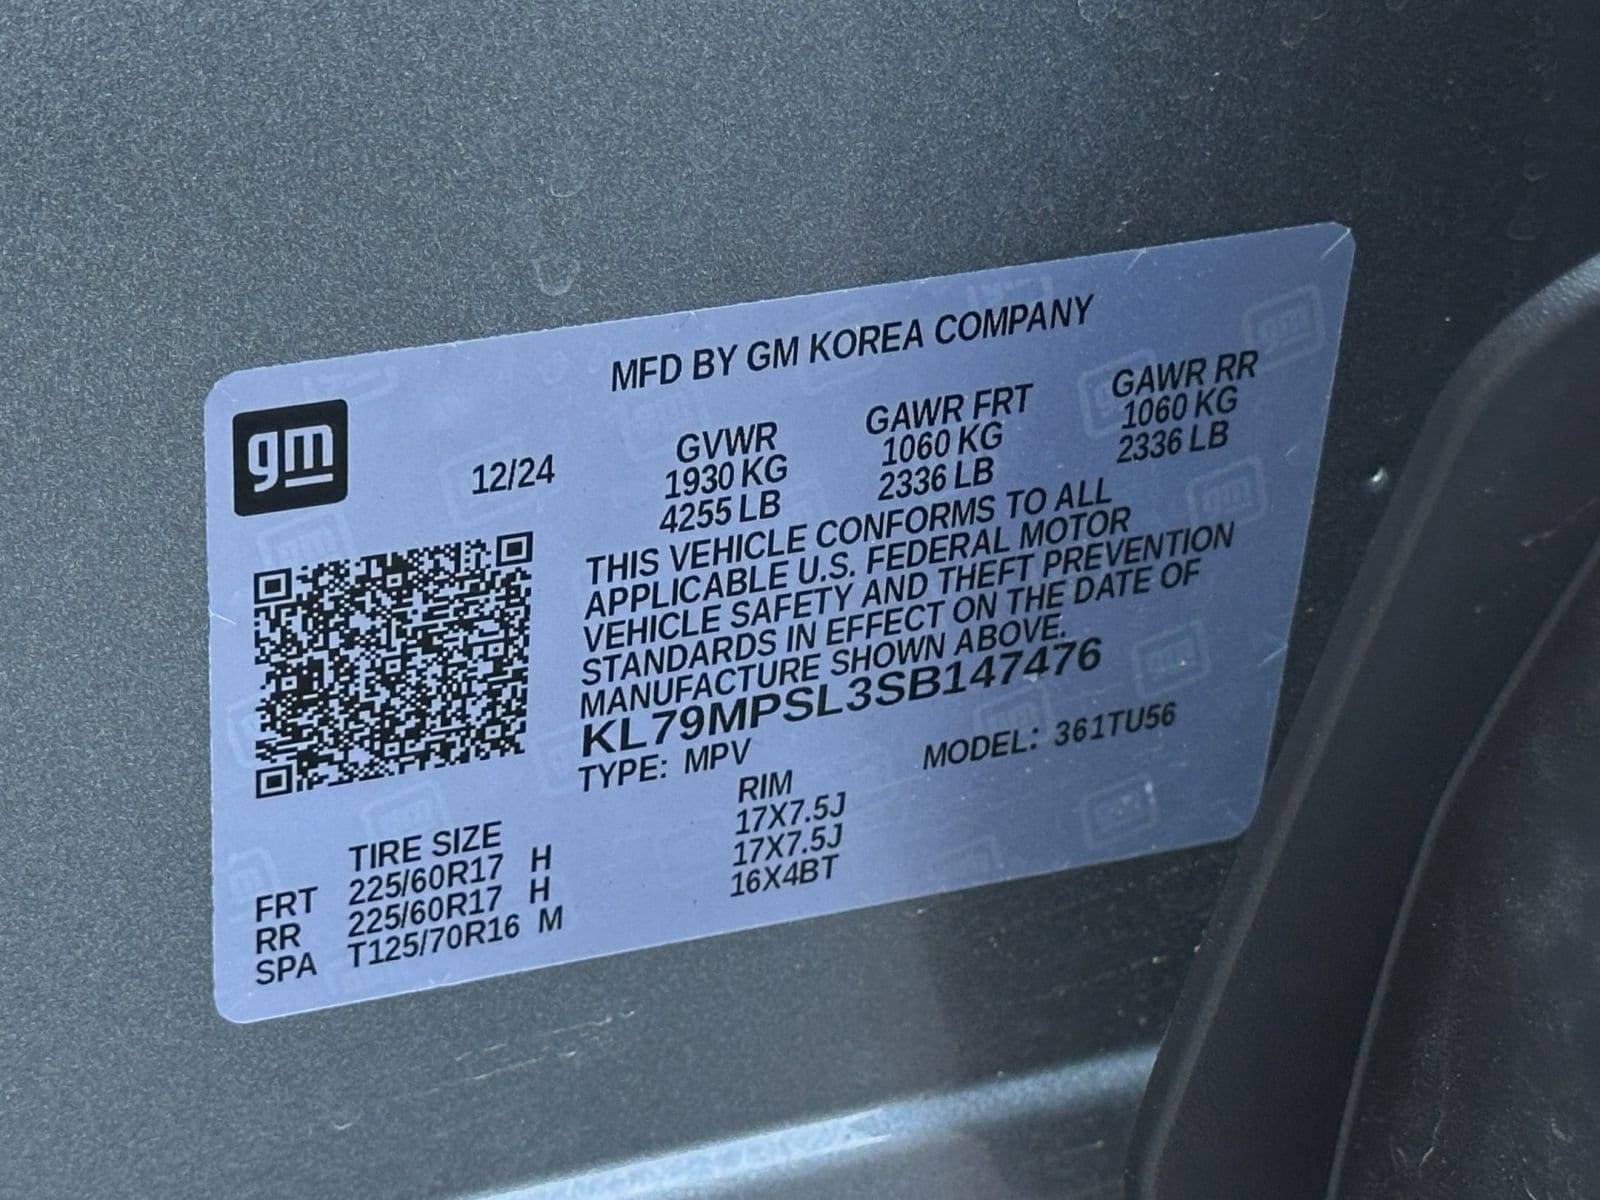 MFD BY GM KOREA COMPANY
gm
12/24
GVWR GAWR FRT GAWR RR
1930 KG 1060 KG 1060 KG
4255 LB 2336 LB 2336 LB
THIS VEHICLE CONFORMS TO ALL
APPLICABLE U.S. FEDERAL MOTOR
VEHICLE SAFETY AND THEFT PREVENTION
STANDARDS IN EFFECT ON THE DATE OF
MANUFACTURE SHOWN ABOVE.
KL79MPSL3SB147476
TYPE: MPV MODEL: 361TU56
TIRE SIZE RIM
FRT 225/60R17 H 17X7.5J
RR 225/60R17 H 17X7.5J
SPA T125/70R16 M 16X4BT